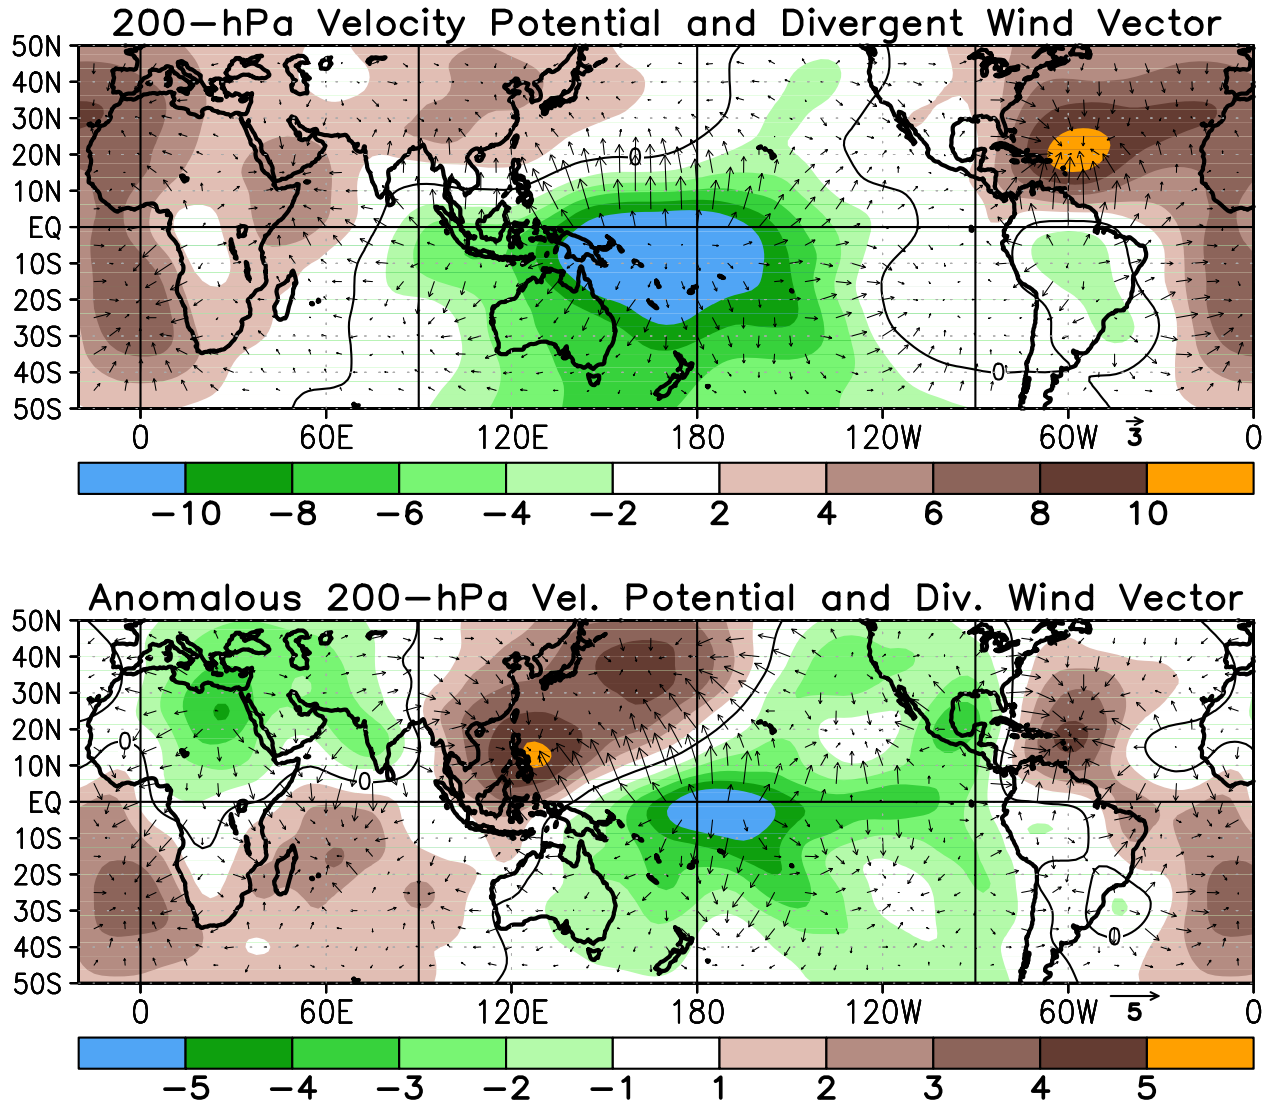 200-hPa Velocity Potential and Divergent Wind Vector
50N
40N
30N
20N
10N
EQ
10S
20S
30S
40S
50S
0
0
0 60E 120E 180 120W 60W 3 0
-10 -8 -6 -4 -2 2 4 6 8 10
Anomalous 200-hPa Vel. Potential and Div. Wind Vector
50N
40N
30N
20N
10N
EQ
10S
20S
30S
40S
50S
0
0
0
0 60E 120E 180 120W 60W 5 0
-5 -4 -3 -2 -1 1 2 3 4 5